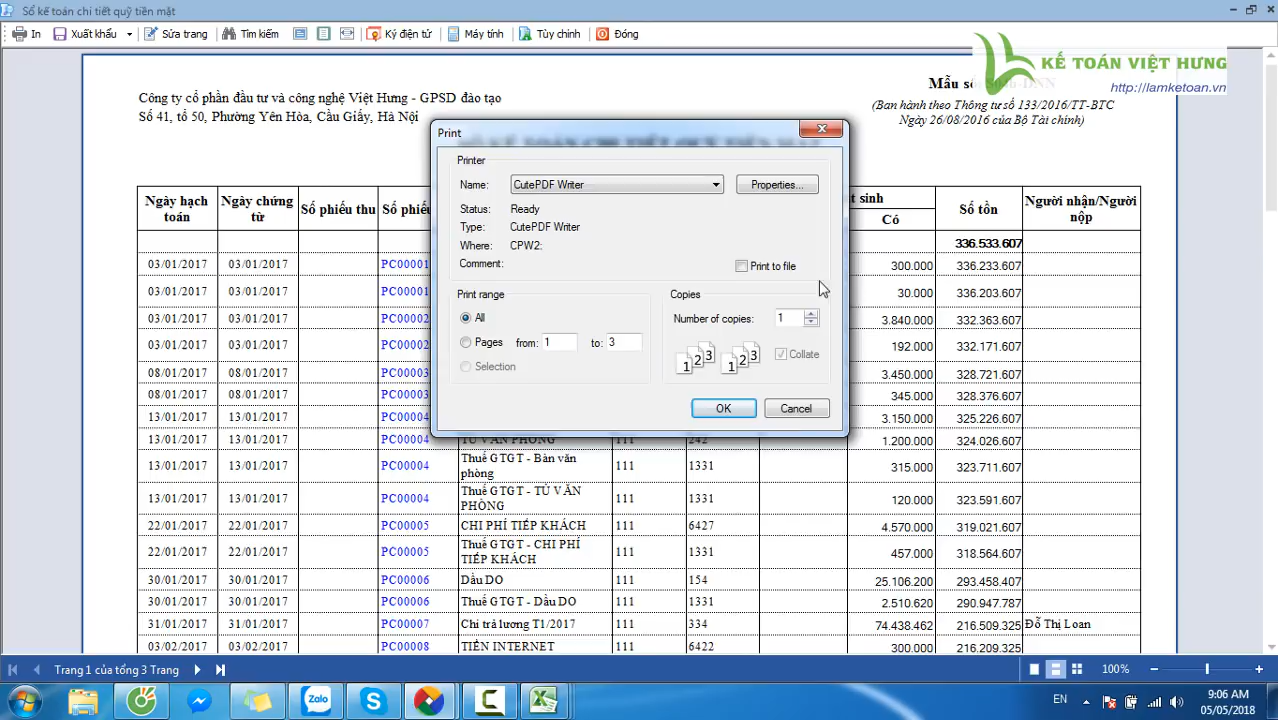 Sổ kế toán chi tiết quỹ tiền mặt
In Xuất khẩu Sửa trang Tìm kiếm Ký điện tử Máy tính Tùy chỉnh Đóng
KẾ TOÁN VIỆT HƯNG
http://lamketoan.vn
Công ty cổ phần đầu tư và công nghệ Việt Hưng - GPSD đào tạo
Số 41, tổ 50, Phường Yên Hòa, Cầu Giấy, Hà Nội
Mẫu số:
(Ban hành theo Thông tư số 133/2016/TT-BTC
Ngày 26/08/2016 của Bộ Tài chính)
Print
Printer
Name: CutePDF Writer Properties...
Status: Ready
Type: CutePDF Writer
Where: CPW2:
Comment: Print to file
Print range
All
Pages from: 1 to: 3
Selection
Copies
Number of copies: 1
1 2 3 1 2 3 Collate
OK Cancel
Ngày hạch toán Ngày chứng từ Số phiếu thu Số phiếu sinh Có Số tồn Người nhận/Người nộp
336.533.607
03/01/2017 03/01/2017 PC00001 300.000 336.233.607
03/01/2017 03/01/2017 PC00001 30.000 336.203.607
03/01/2017 03/01/2017 PC00002 3.840.000 332.363.607
03/01/2017 03/01/2017 PC00002 192.000 332.171.607
08/01/2017 08/01/2017 PC00003 3.450.000 328.721.607
08/01/2017 08/01/2017 PC00003 345.000 328.376.607
13/01/2017 13/01/2017 PC00004 3.150.000 325.226.607
13/01/2017 13/01/2017 PC00004 TỦ VĂN PHÒNG 111 242 1.200.000 324.026.607
13/01/2017 13/01/2017 PC00004 Thuế GTGT - Bàn văn phòng 111 1331 315.000 323.711.607
13/01/2017 13/01/2017 PC00004 Thuế GTGT - TỦ VĂN PHÒNG 111 1331 120.000 323.591.607
22/01/2017 22/01/2017 PC00005 CHI PHÍ TIẾP KHÁCH 111 6427 4.570.000 319.021.607
22/01/2017 22/01/2017 PC00005 Thuế GTGT - CHI PHÍ TIẾP KHÁCH 111 1331 457.000 318.564.607
30/01/2017 30/01/2017 PC00006 Dầu DO 111 154 25.106.200 293.458.407
30/01/2017 30/01/2017 PC00006 Thuế GTGT - Dầu DO 111 1331 2.510.620 290.947.787
31/01/2017 31/01/2017 PC00007 Chi trả lương T1/2017 111 334 74.438.462 216.509.325 Đỗ Thị Loan
03/02/2017 03/02/2017 PC00008 TIỀN INTERNET 111 6422 300.000 216.209.325
Trang 1 của tổng 3 Trang 100%
Zalo
EN 9:06 AM
05/05/2018